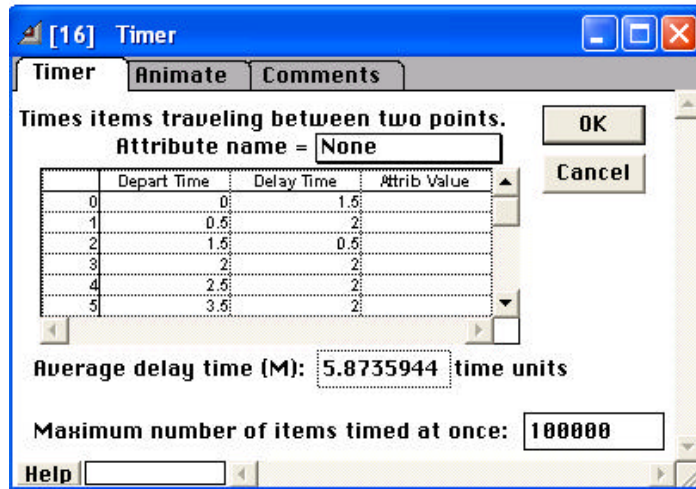 [16] Timer
Timer Animate Comments
Times items traveling between two points.
OK
Attribute name = None
Cancel
Depart Time Delay Time Attrib Value
0 0 1.5
1 0.5 2
2 1.5 0.5
3 2 2
4 2.5 2
5 3.5 2
Average delay time (M): 5.8735944 time units
Maximum number of items timed at once: 100000
Help